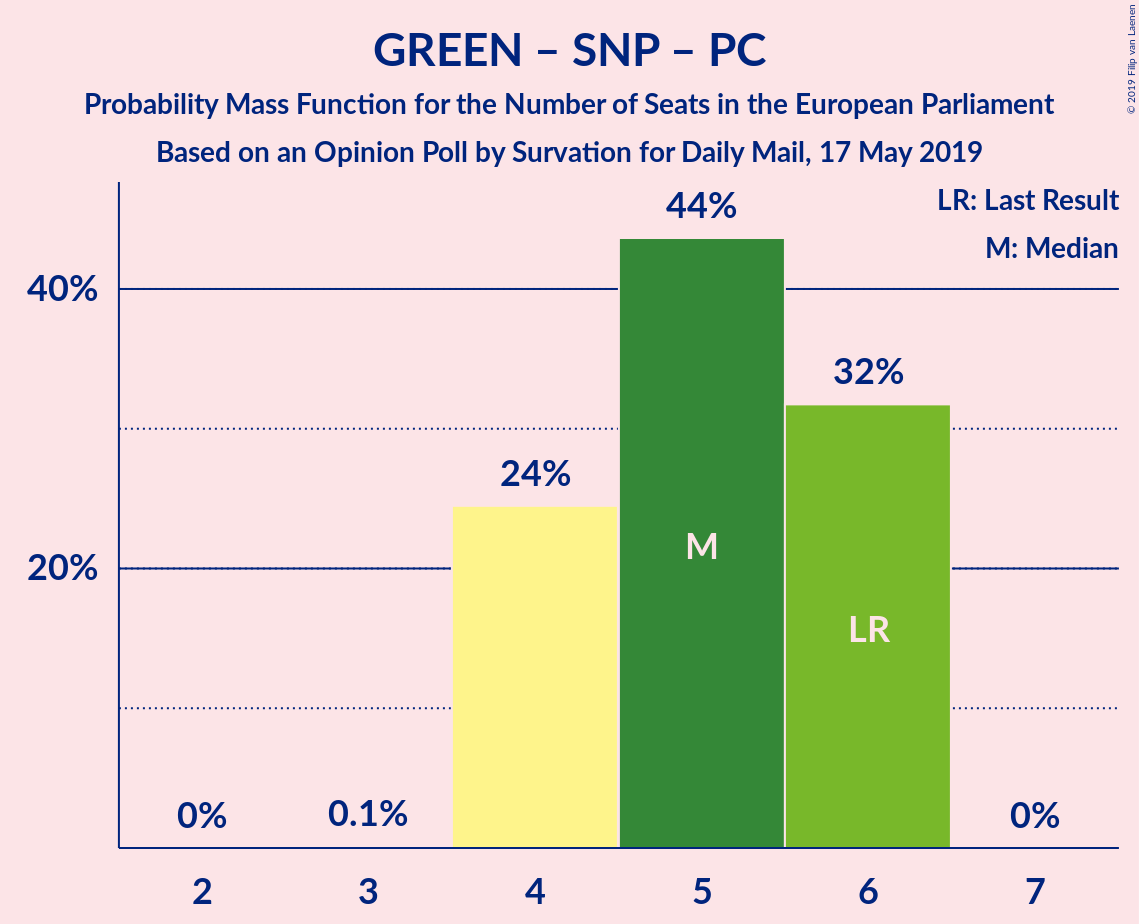 GREEN – SNP – PC
Probability Mass Function for the Number of Seats in the European Parliament
Based on an Opinion Poll by Survation for Daily Mail, 17 May 2019
© 2019 Filip van Laenen
LR: Last Result
M: Median
44%
40%
32%
24%
M
20%
LR
0%
0.1%
0%
2
3
4
5
6
7